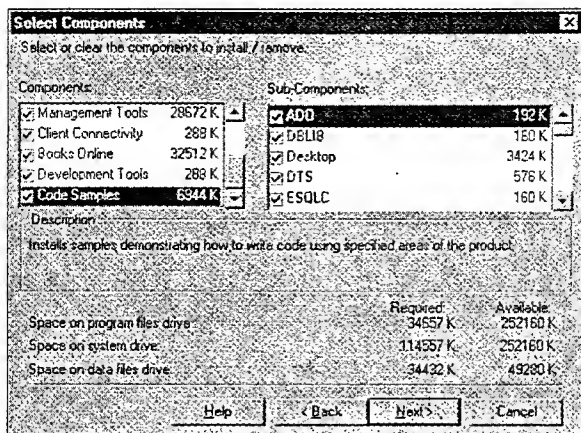 Select Components
Select or clear the components to install / remove.
Components:
Management Tools 28672 K
Client Connectivity 288 K
Books Online 32512 K
Development Tools 288 K
Code Samples 6944 K
Sub-Components:
ADO 192 K
DBLIB 160 K
Desktop 3424 K
DTS 576 K
ESQLC 160 K
Description
Installs samples demonstrating how to write code using specified areas of the product.
Required: Available:
Space on program files drive: 34557 K 252160 K
Space on system drive: 114557 K 252160 K
Space on data files drive: 34432 K 49280 K
Help
< Back
Next >
Cancel